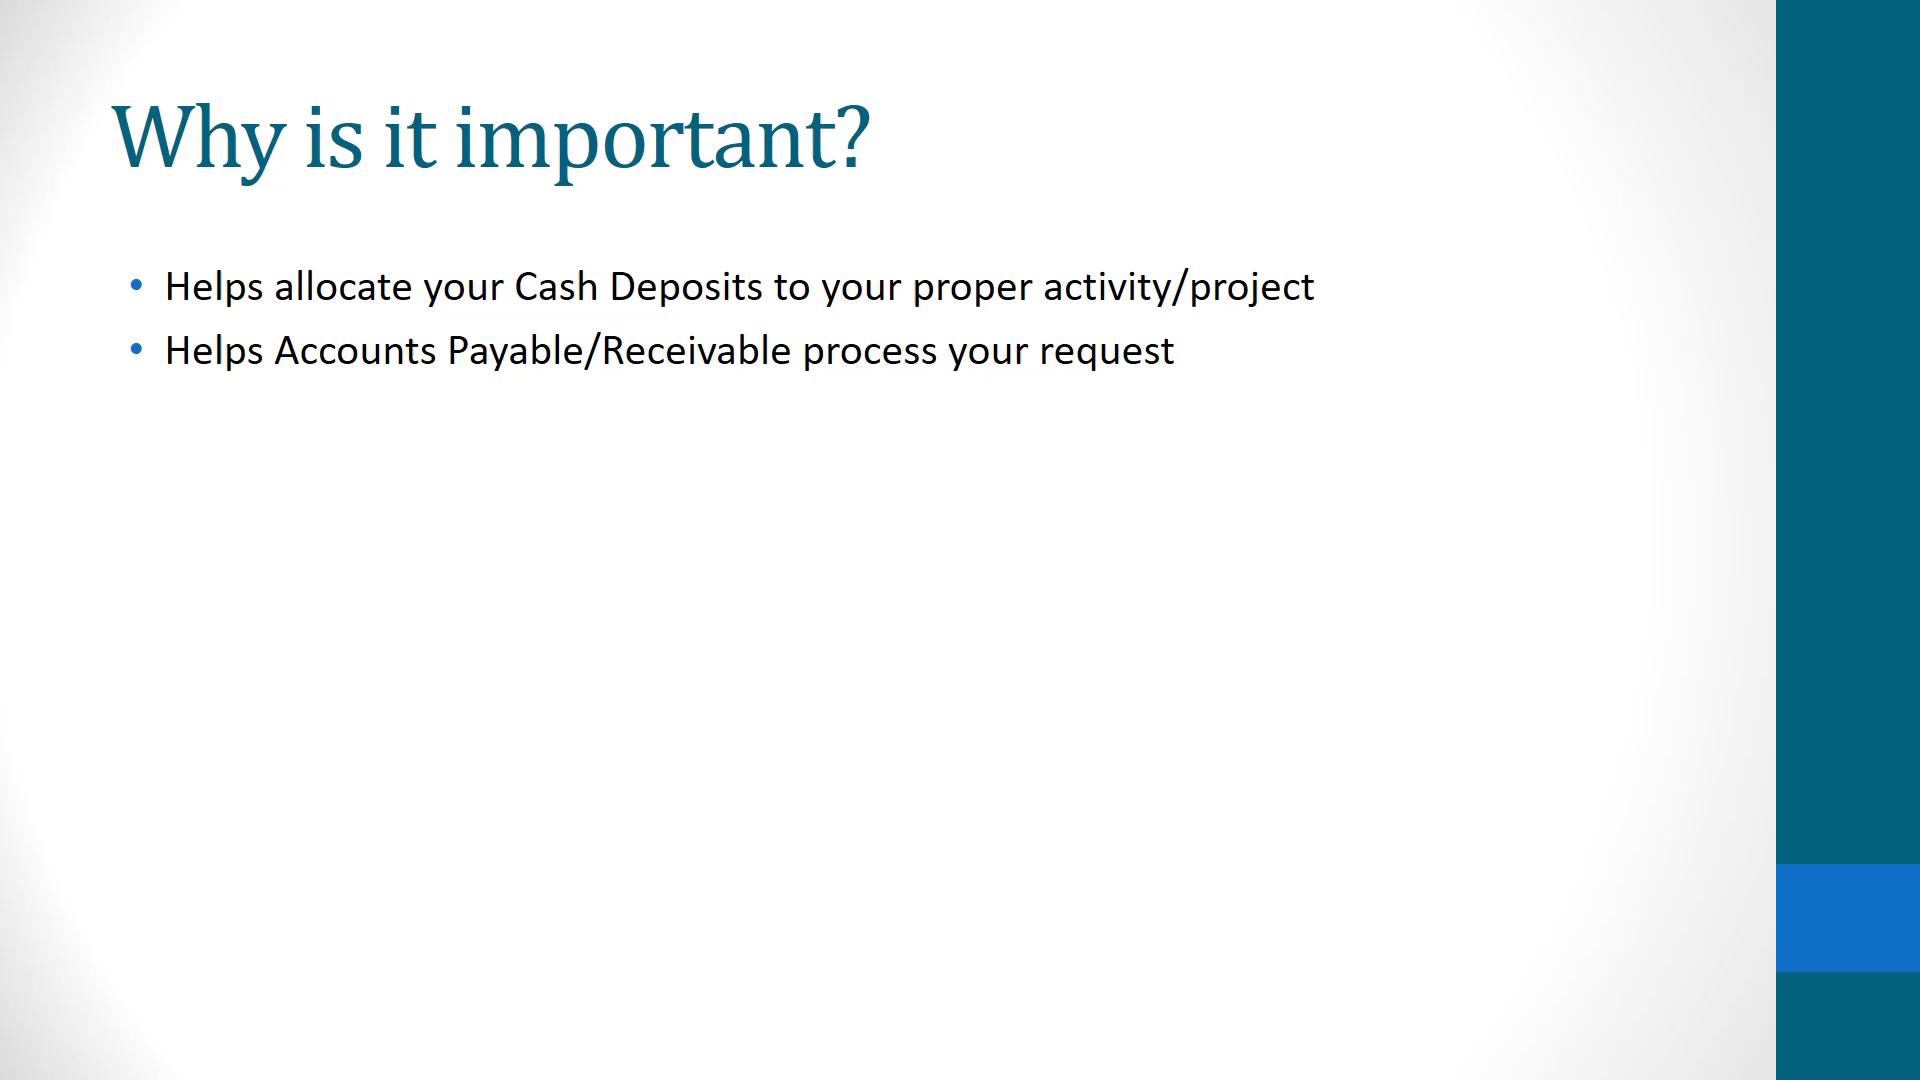 Why is it important?
• Helps allocate your Cash Deposits to your proper activity/project
• Helps Accounts Payable/Receivable process your request